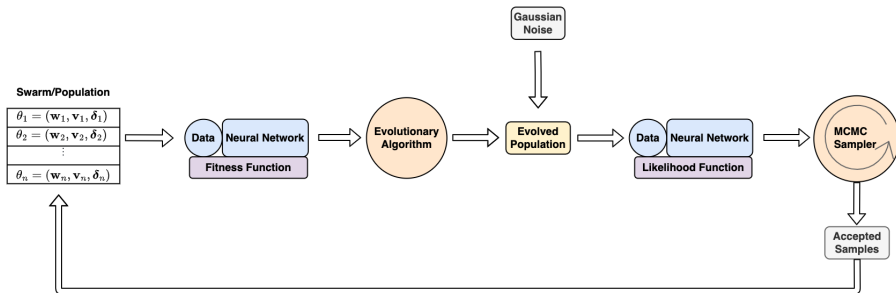 Gaussian
Noise
Swarm/Population
θ₁ = (w₁, v₁, δ₁)
θ₂ = (w₂, v₂, δ₂)
⋮
θₙ = (wₙ, vₙ, δₙ)
Data
Neural Network
Fitness Function
Evolutionary
Algorithm
Evolved
Population
Data
Neural Network
Likelihood Function
MCMC
Sampler
Accepted
Samples